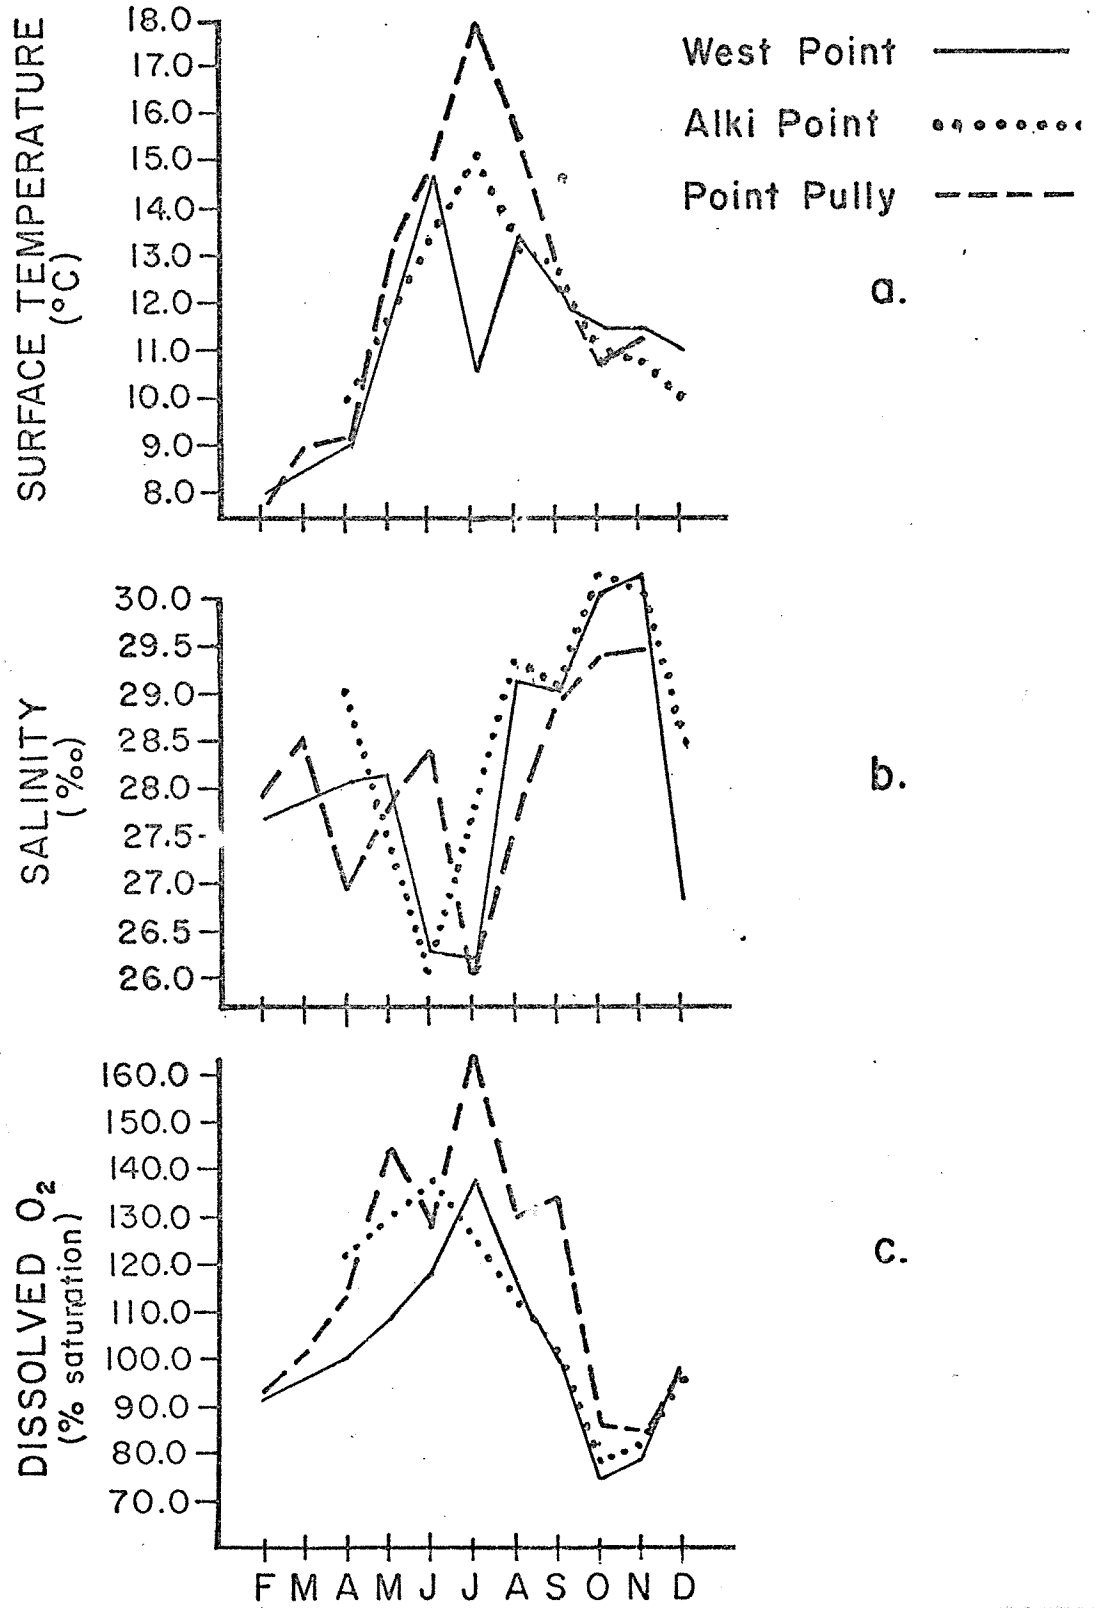 SURFACE TEMPERATURE
(°C)
18.0
17.0
16.0
15.0
14.0
13.0
12.0
11.0
10.0
9.0
8.0
West Point
Alki Point
Point Pully
a.
SALINITY
(‰)
30.0
29.5
29.0
28.5
28.0
27.5
27.0
26.5
26.0
b.
DISSOLVED O₂
(% saturation)
160.0
150.0
140.0
130.0
120.0
110.0
100.0
90.0
80.0
70.0
c.
F M A M J J A S O N D